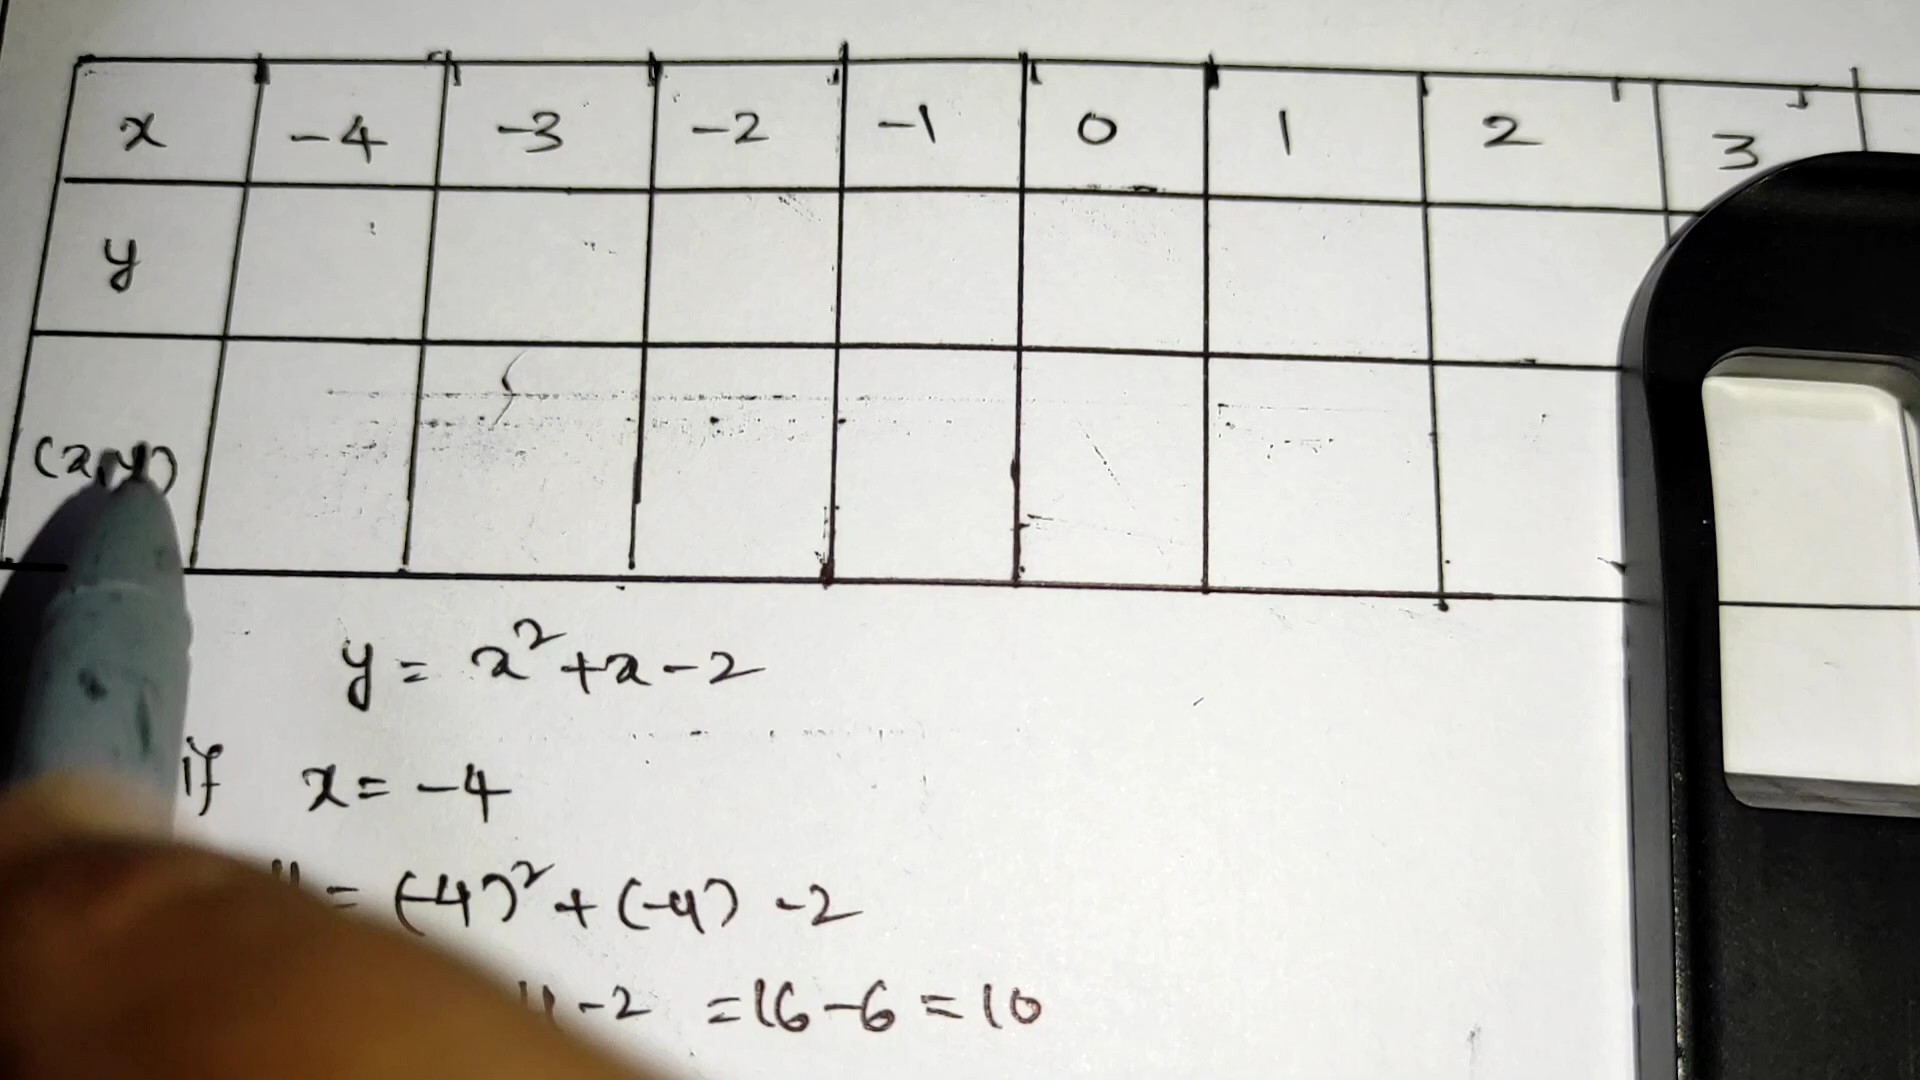 x -4 -3 -2 -1 0 1 2 3
y
(x,y)
y = x² + x - 2
if x = -4
y = (-4)² + (-4) - 2
-2 = 16 - 6 = 10